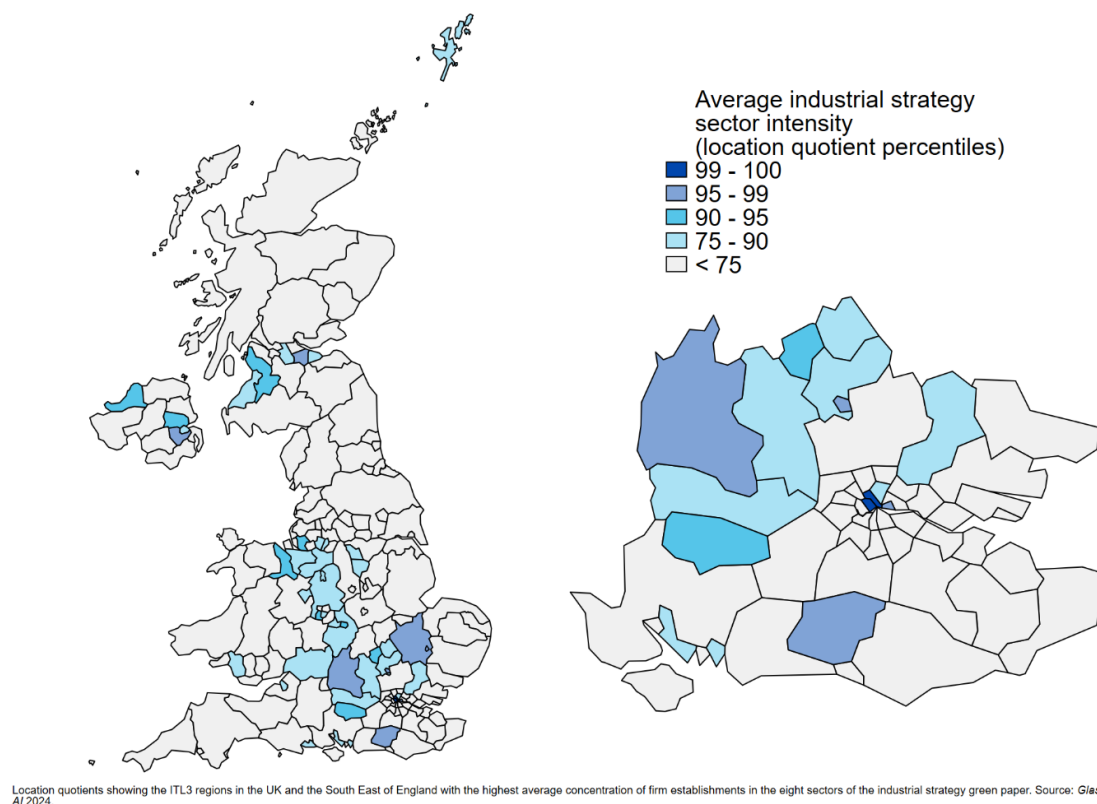 Average industrial strategy
sector intensity
(location quotient percentiles)
99 - 100
95 - 99
90 - 95
75 - 90
< 75
Location quotients showing the ITL3 regions in the UK and the South East of England with the highest average concentration of firm establishments in the eight sectors of the industrial strategy green paper. Source:
AI 2024